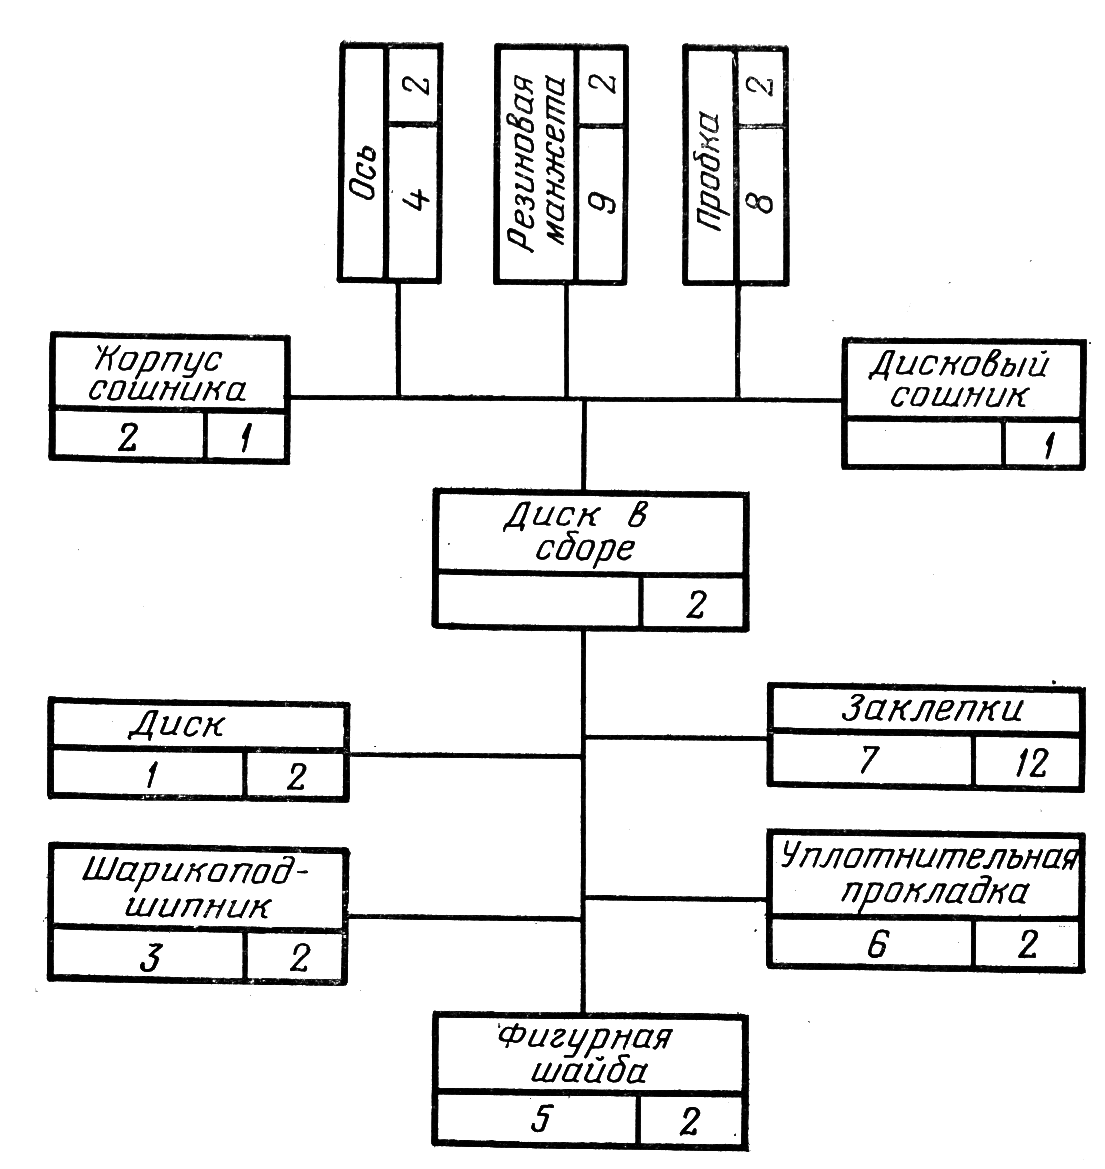 Ось
4 2
Резиновая
манжета
9 2
Пробка
8 2
Корпус
сошника
2 1
Дисковый
сошник
1
Диск в
сборе
2
Диск
1 2
Заклепки
7 12
Шарикопод-
шипник
3 2
Уплотнительная
прокладка
6 2
Фигурная
шайба
5 2